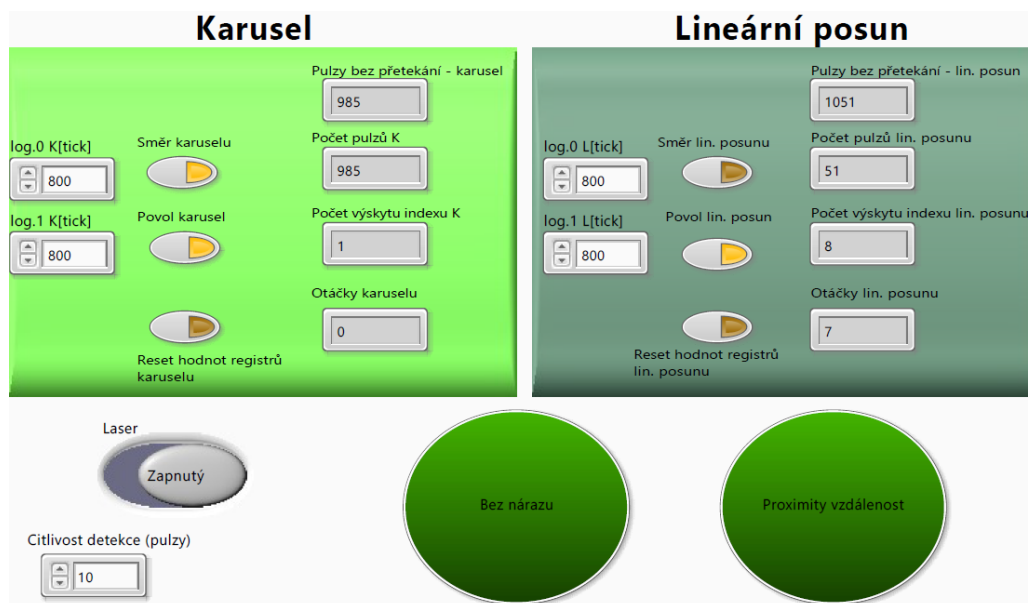 Karusel
Pulzy bez přetekání - karusel
985
log.0 K[tick]
800
Směr karuselu
Počet pulzů K
985
log.1 K[tick]
800
Povol karusel
Počet výskytu indexu K
1
Otáčky karuselu
0
Reset hodnot registrů
karuselu
Lineární posun
Pulzy bez přetekání - lin. posun
1051
log.0 L[tick]
800
Směr lin. posunu
Počet pulzů lin. posunu
51
log.1 L[tick]
800
Povol lin. posun
Počet výskytu indexu lin. posunu
8
Otáčky lin. posunu
7
Reset hodnot registrů
lin. posunu
Laser
Zapnutý
Citlivost detekce (pulzy)
10
Bez nárazu
Proximity vzdálenost